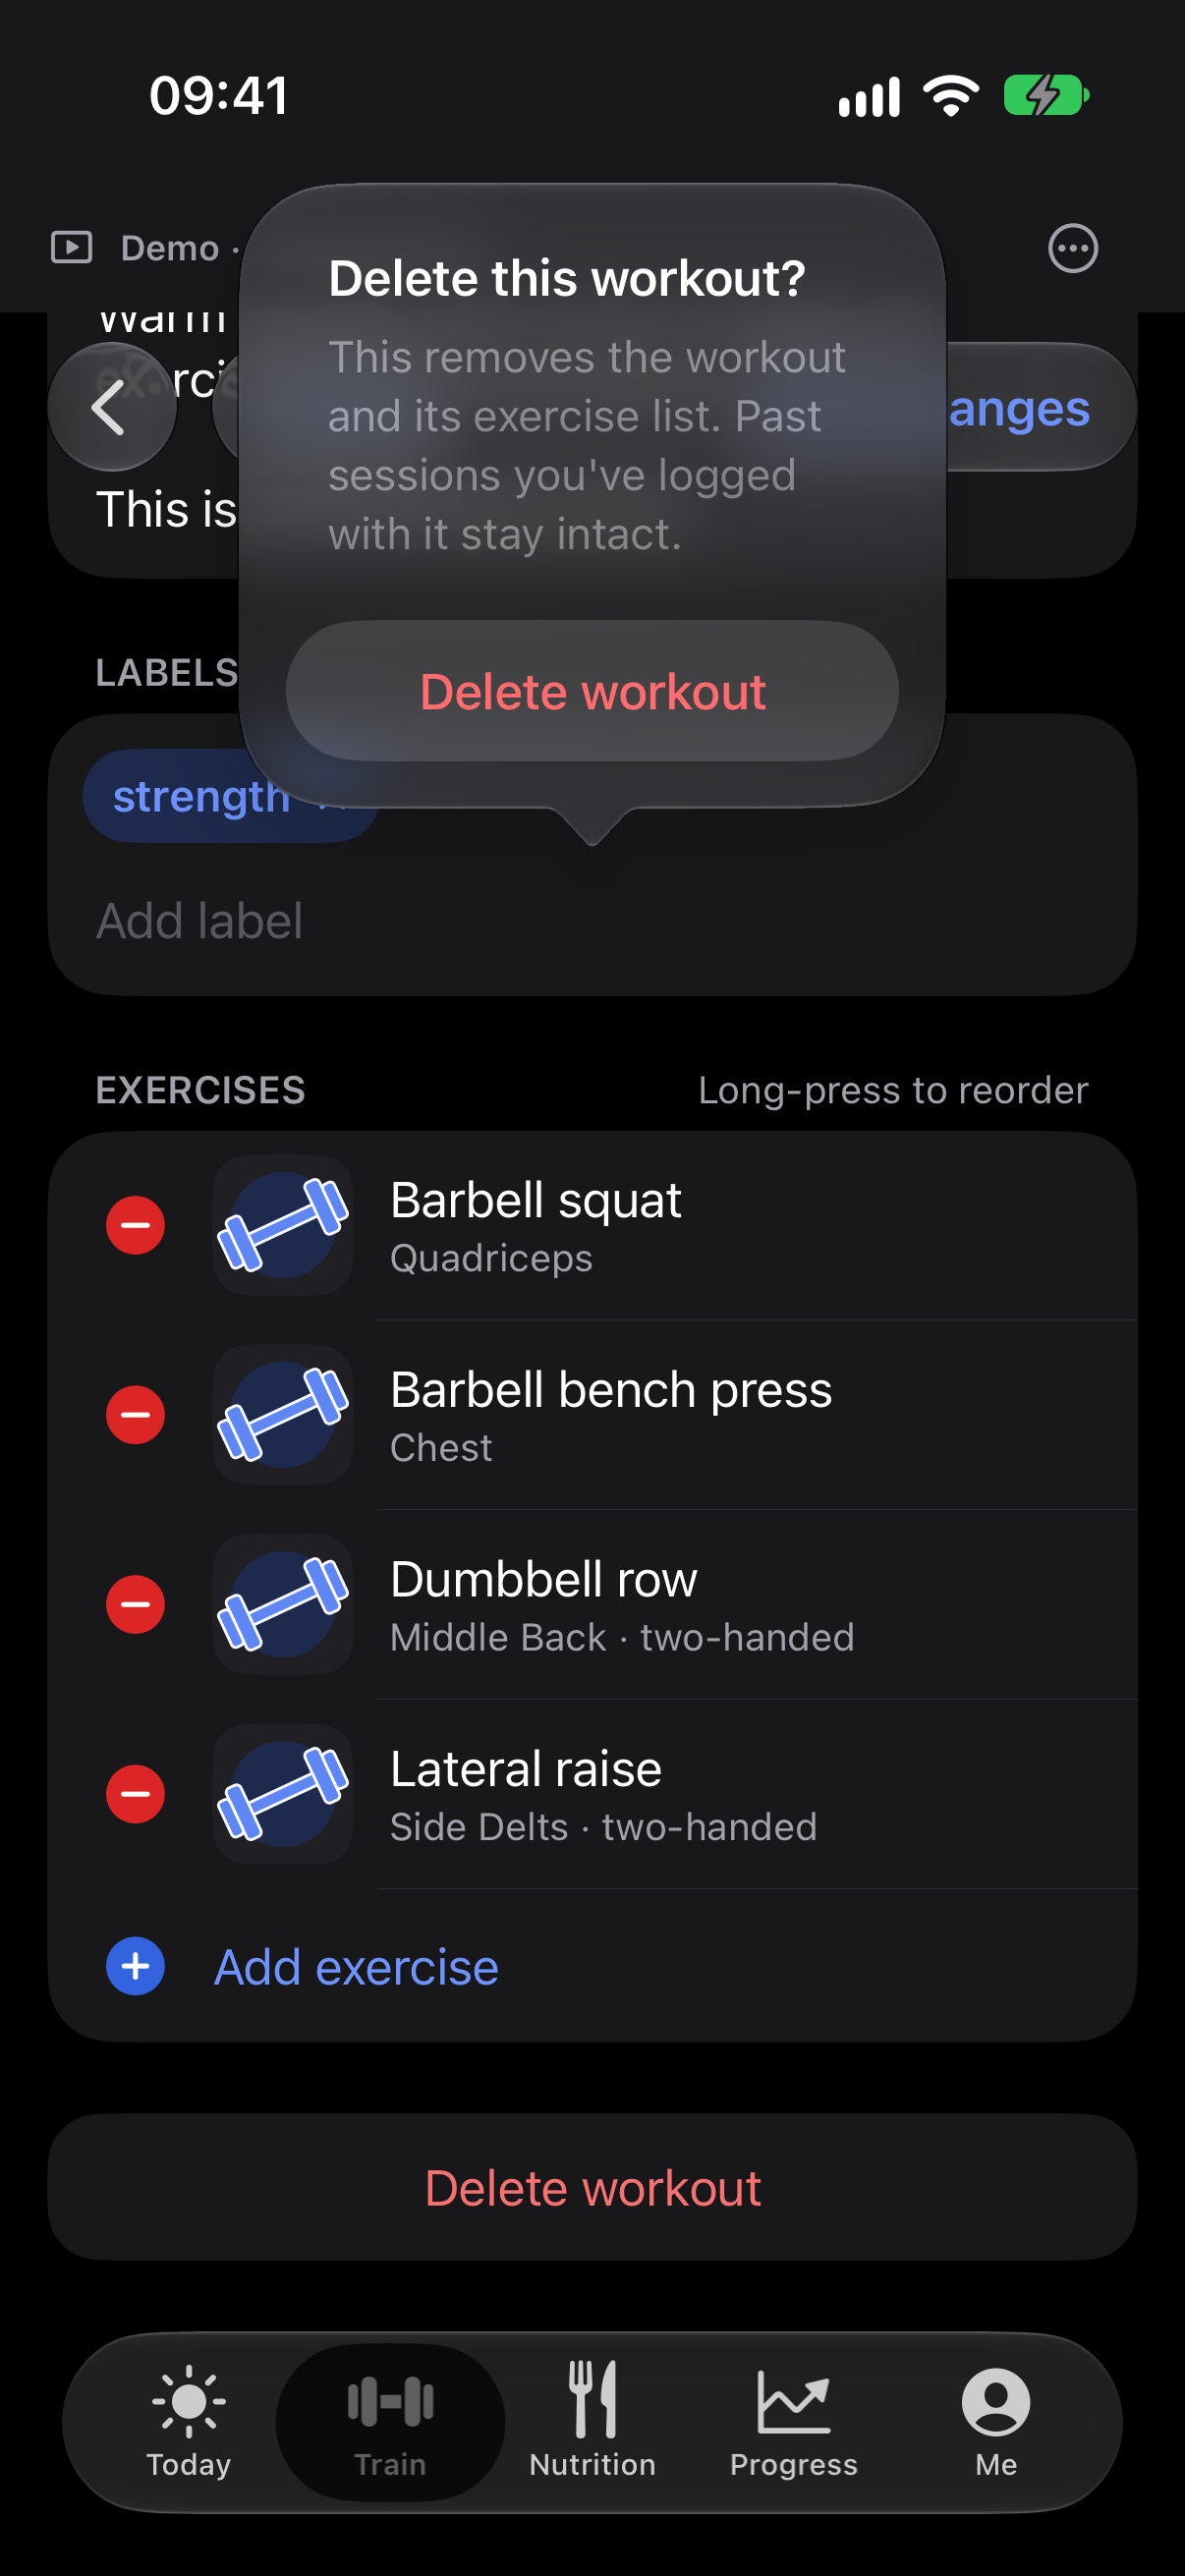 09:41
Demo ·
Delete this workout?
This removes the workout
and its exercise list. Past
sessions you've logged
with it stay intact.
Delete workout
anges
This is
LABELS
strength
Add label
EXERCISES
Long-press to reorder
Barbell squat
Quadriceps
Barbell bench press
Chest
Dumbbell row
Middle Back · two-handed
Lateral raise
Side Delts · two-handed
Add exercise
Delete workout
Today
Train
Nutrition
Progress
Me